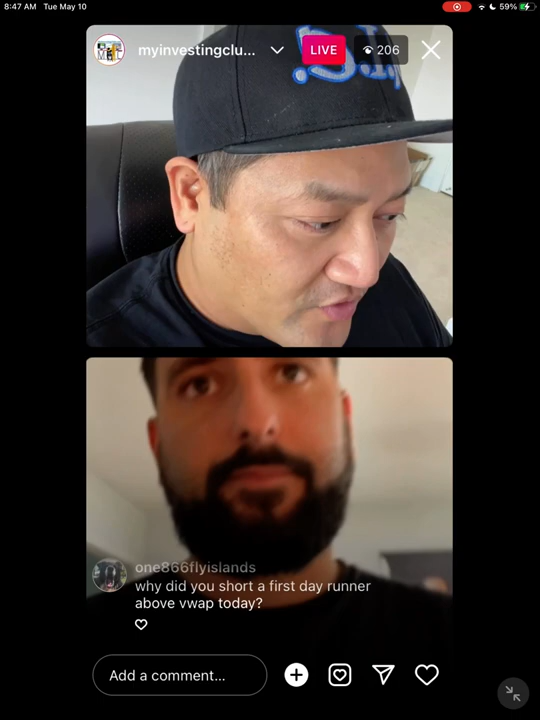 8:47 AM Tue May 10
59%
myinvestingclu...
LIVE
206
one866flyislands
why did you short a first day runner
above vwap today?
Add a comment...